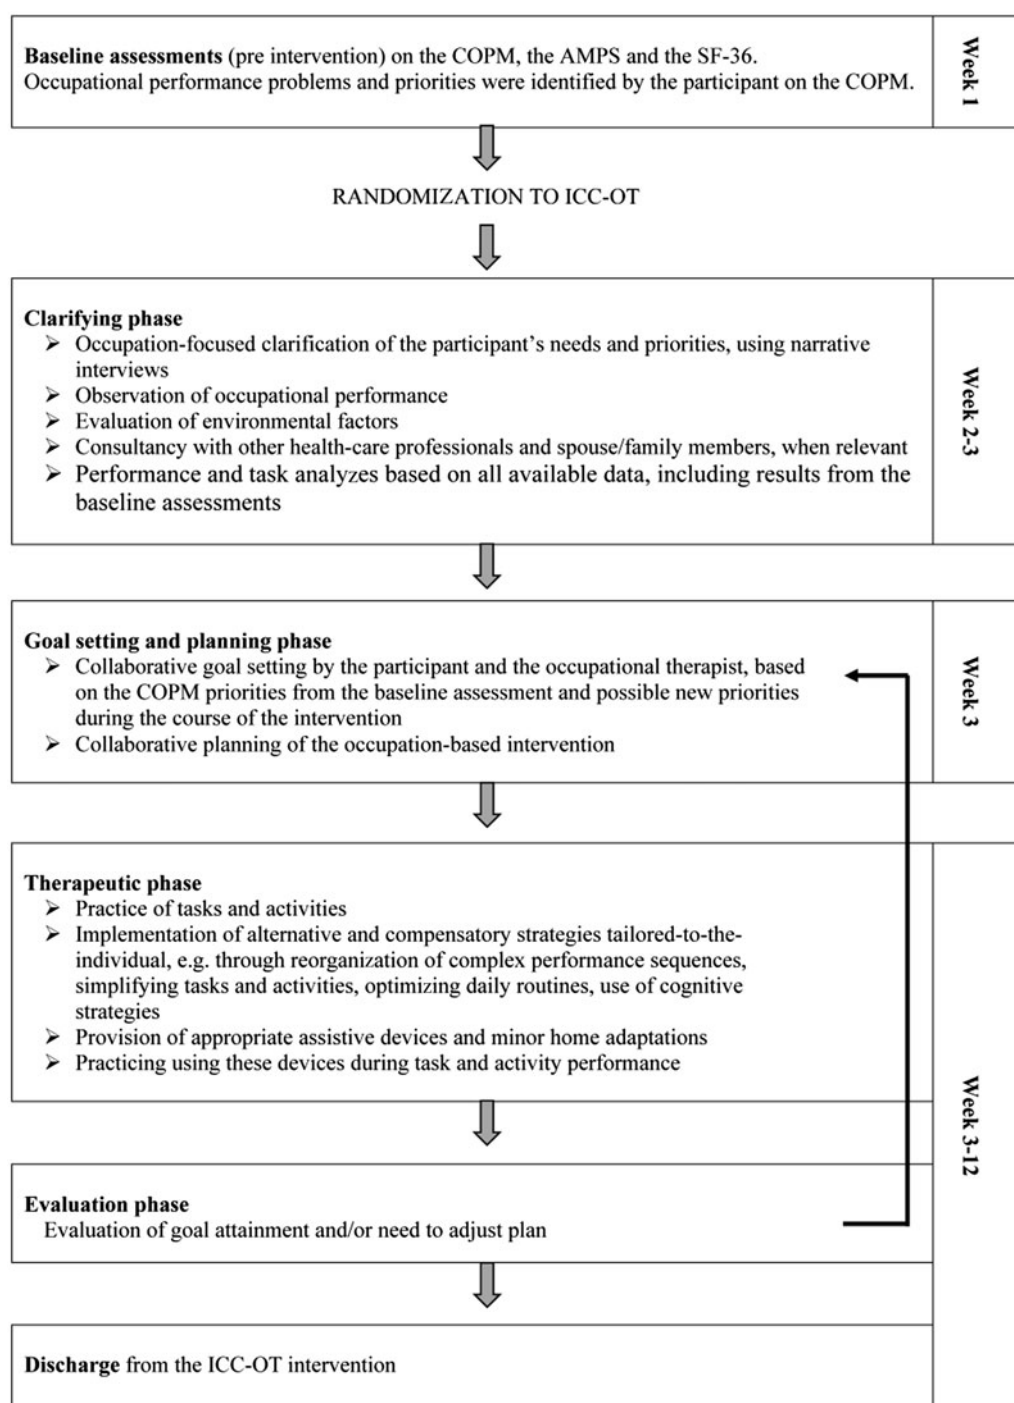 Baseline assessments (pre intervention) on the COPM, the AMPS and the SF-36.
Occupational performance problems and priorities were identified by the participant on the COPM.
Week 1
RANDOMIZATION TO ICC-OT
Clarifying phase
➢ Occupation-focused clarification of the participant’s needs and priorities, using narrative
interviews
➢ Observation of occupational performance
➢ Evaluation of environmental factors
➢ Consultancy with other health-care professionals and spouse/family members, when relevant
➢ Performance and task analyzes based on all available data, including results from the
baseline assessments
Week 2-3
Goal setting and planning phase
➢ Collaborative goal setting by the participant and the occupational therapist, based
on the COPM priorities from the baseline assessment and possible new priorities
during the course of the intervention
➢ Collaborative planning of the occupation-based intervention
Week 3
Therapeutic phase
➢ Practice of tasks and activities
➢ Implementation of alternative and compensatory strategies tailored-to-the-
individual, e.g. through reorganization of complex performance sequences,
simplifying tasks and activities, optimizing daily routines, use of cognitive
strategies
➢ Provision of appropriate assistive devices and minor home adaptations
➢ Practicing using these devices during task and activity performance
Week 3-12
Evaluation phase
Evaluation of goal attainment and/or need to adjust plan
Discharge from the ICC-OT intervention